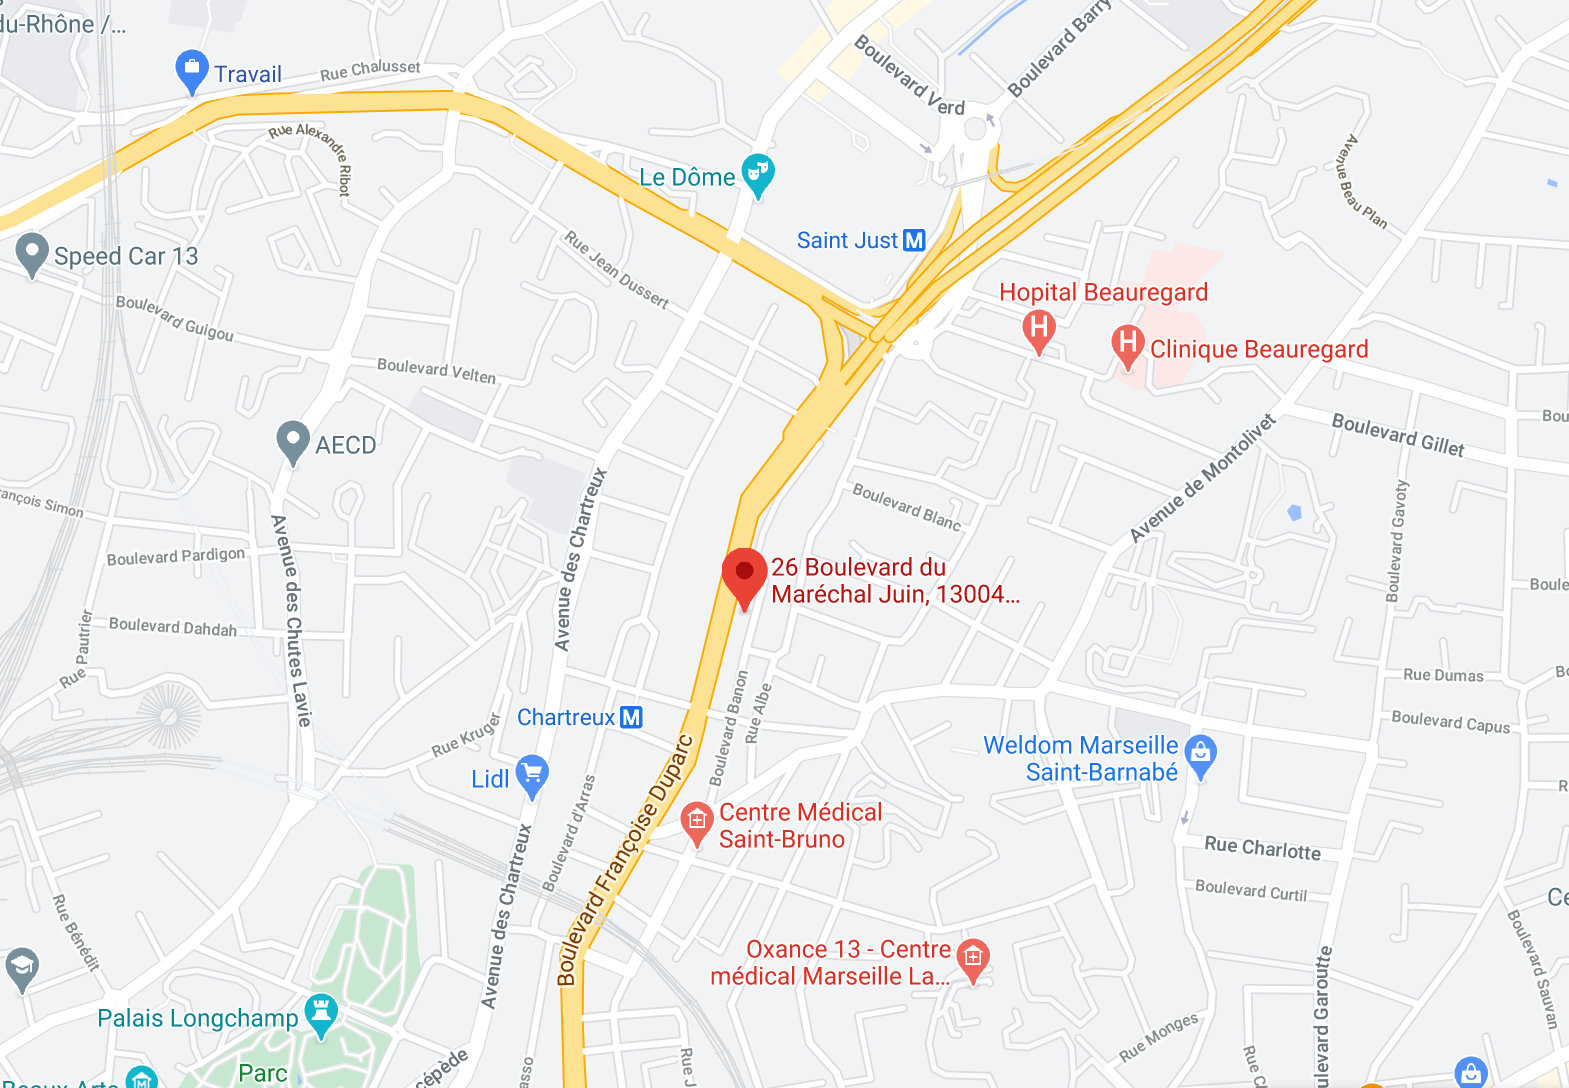 du-Rhône /...
Travail
Rue Chalusset
Boulevard Verd
Boulevard Barry
Rue Alexandre Ribot
Le Dôme
Avenue Beau Plan
Saint Just M
Speed Car 13
Rue Jean Dussert
Hopital Beauregard
H
H
Clinique Beauregard
Boulevard Guigou
Boulevard Velten
AECD
Boulevard Gillet
Bou
Avenue de Montolivet
ançois Simon
Avenue des Chartreux
Boulevard Blanc
Boulevard Gavoty
Boulevard Pardigon
Avenue des Chutes Lavie
26 Boulevard du
Maréchal Juin, 13004...
Boule
Boulevard Dahdah
Rue Pautrier
Rue Dumas
B
Chartreux M
Rue Kruger
Boulevard Banon
Rue Albe
Boulevard Capus
Weldom Marseille
Saint-Barnabé
Lidl
R
Boulevard d'Arras
Boulevard Françoise Duparc
Centre Médical
Saint-Bruno
Rue Charlotte
Avenue des Chartreux
Boulevard Curtil
Ce
Rue Bénédit
Oxance 13 - Centre
médical Marseille La...
Boulevard Sauvan
Palais Longchamp
Rue Monges
ulevard Garoutte
Parc
cépède
asso
Rue J
Rue C
Beaux Arts